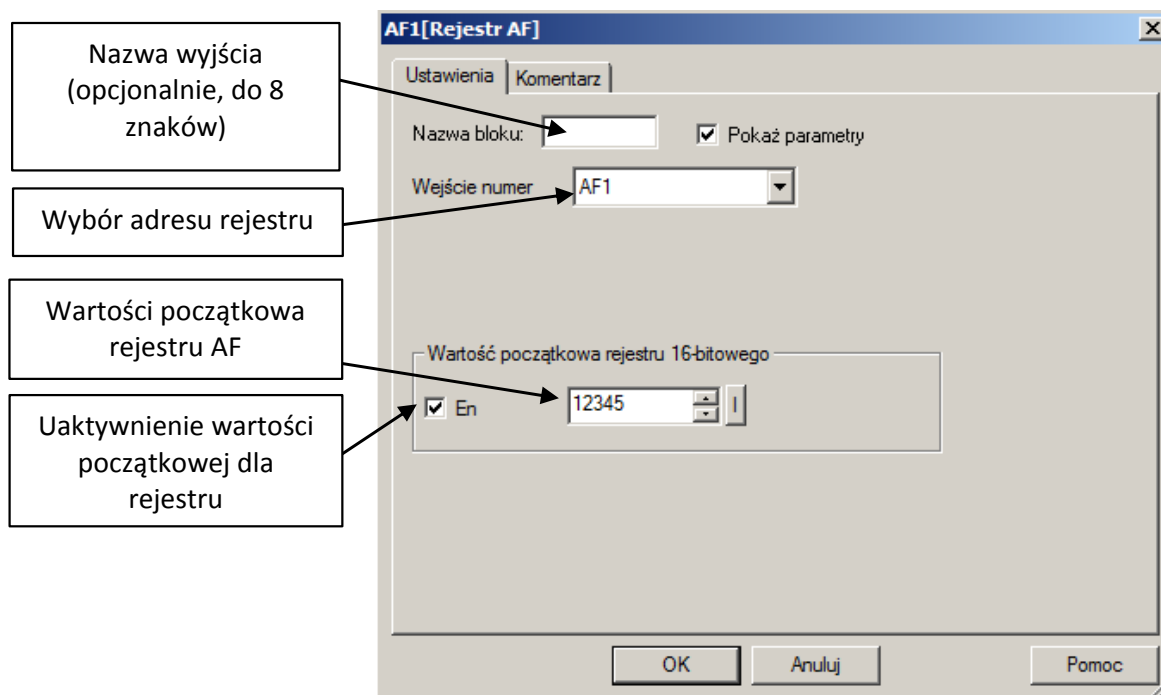 Nazwa wyjścia
(opcjonalnie, do 8
znaków)
Wybór adresu rejestru
Wartości początkowa
rejestru AF
Uaktywnienie wartości
początkowej dla
rejestru
AF1[Rejestr AF]
Ustawienia Komentarz
Nazwa bloku: Pokaż parametry
Wejście numer AF1
Wartość początkowa rejestru 16-bitowego
En 12345 I
OK Anuluj Pomoc